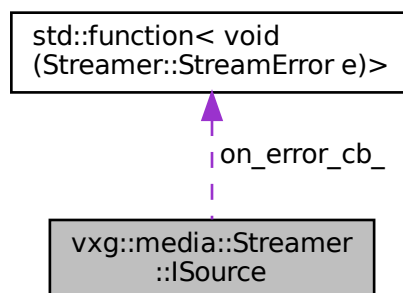 std::function< void
(Streamer::StreamError e)>
on_error_cb_
vxg::media::Streamer
::ISource